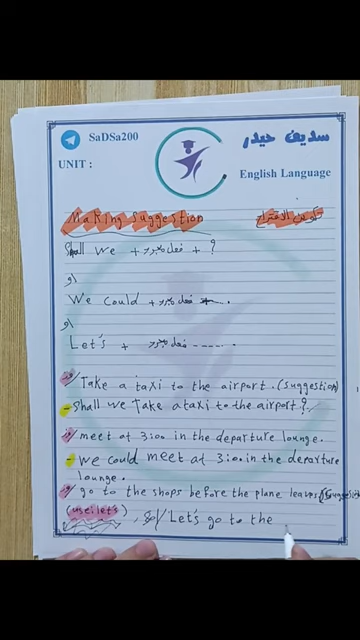 SaDSa200
سديف حيدر
UNIT :
English Language
Making Suggestion تكوين الاقتراح
Shall we + فعل مجرد + ?
او
We Could + فعل مجرد .
او
Let's + فعل مجرد ----- .
Take a taxi to the airport. (suggestion)
- Shall we Take a taxi to the airport?
meet at 3:00 in the departure lounge.
- We could meet at 3:00 in the departure
lounge.
go to the shops before the plane leaves. (suggestion
(use: let's) , Let's go to the